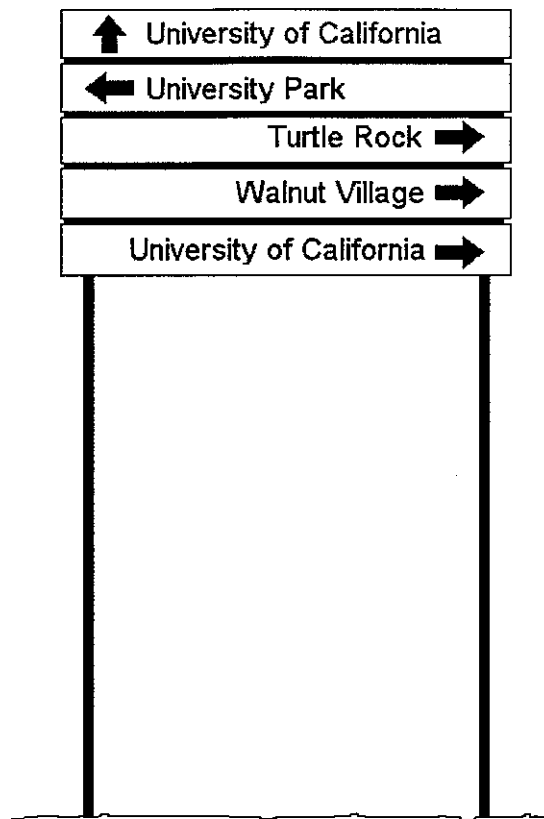 University of California
University Park
Turtle Rock
Walnut Village
University of California